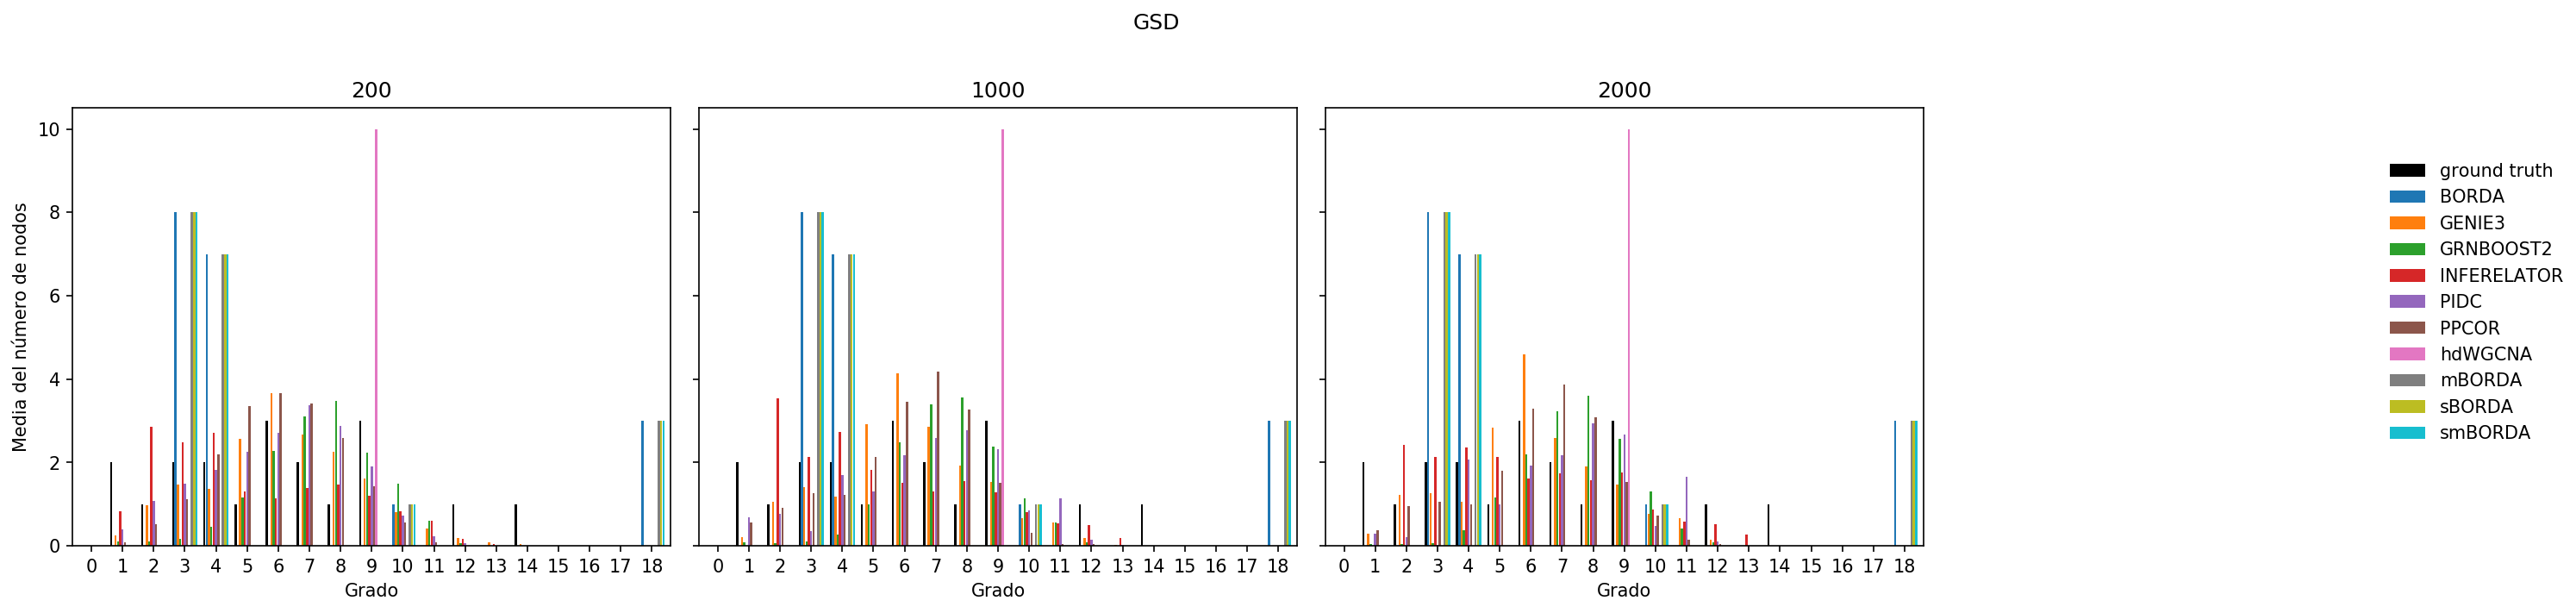 GSD
200
1000
2000
Media del número de nodos
10
8
6
4
2
0
0 1 2 3 4 5 6 7 8 9 10 11 12 13 14 15 16 17 18
0 1 2 3 4 5 6 7 8 9 10 11 12 13 14 15 16 17 18
0 1 2 3 4 5 6 7 8 9 10 11 12 13 14 15 16 17 18
Grado
Grado
Grado
ground truth
BORDA
GENIE3
GRNBOOST2
INFERELATOR
PIDC
PPCOR
hdWGCNA
mBORDA
sBORDA
smBORDA